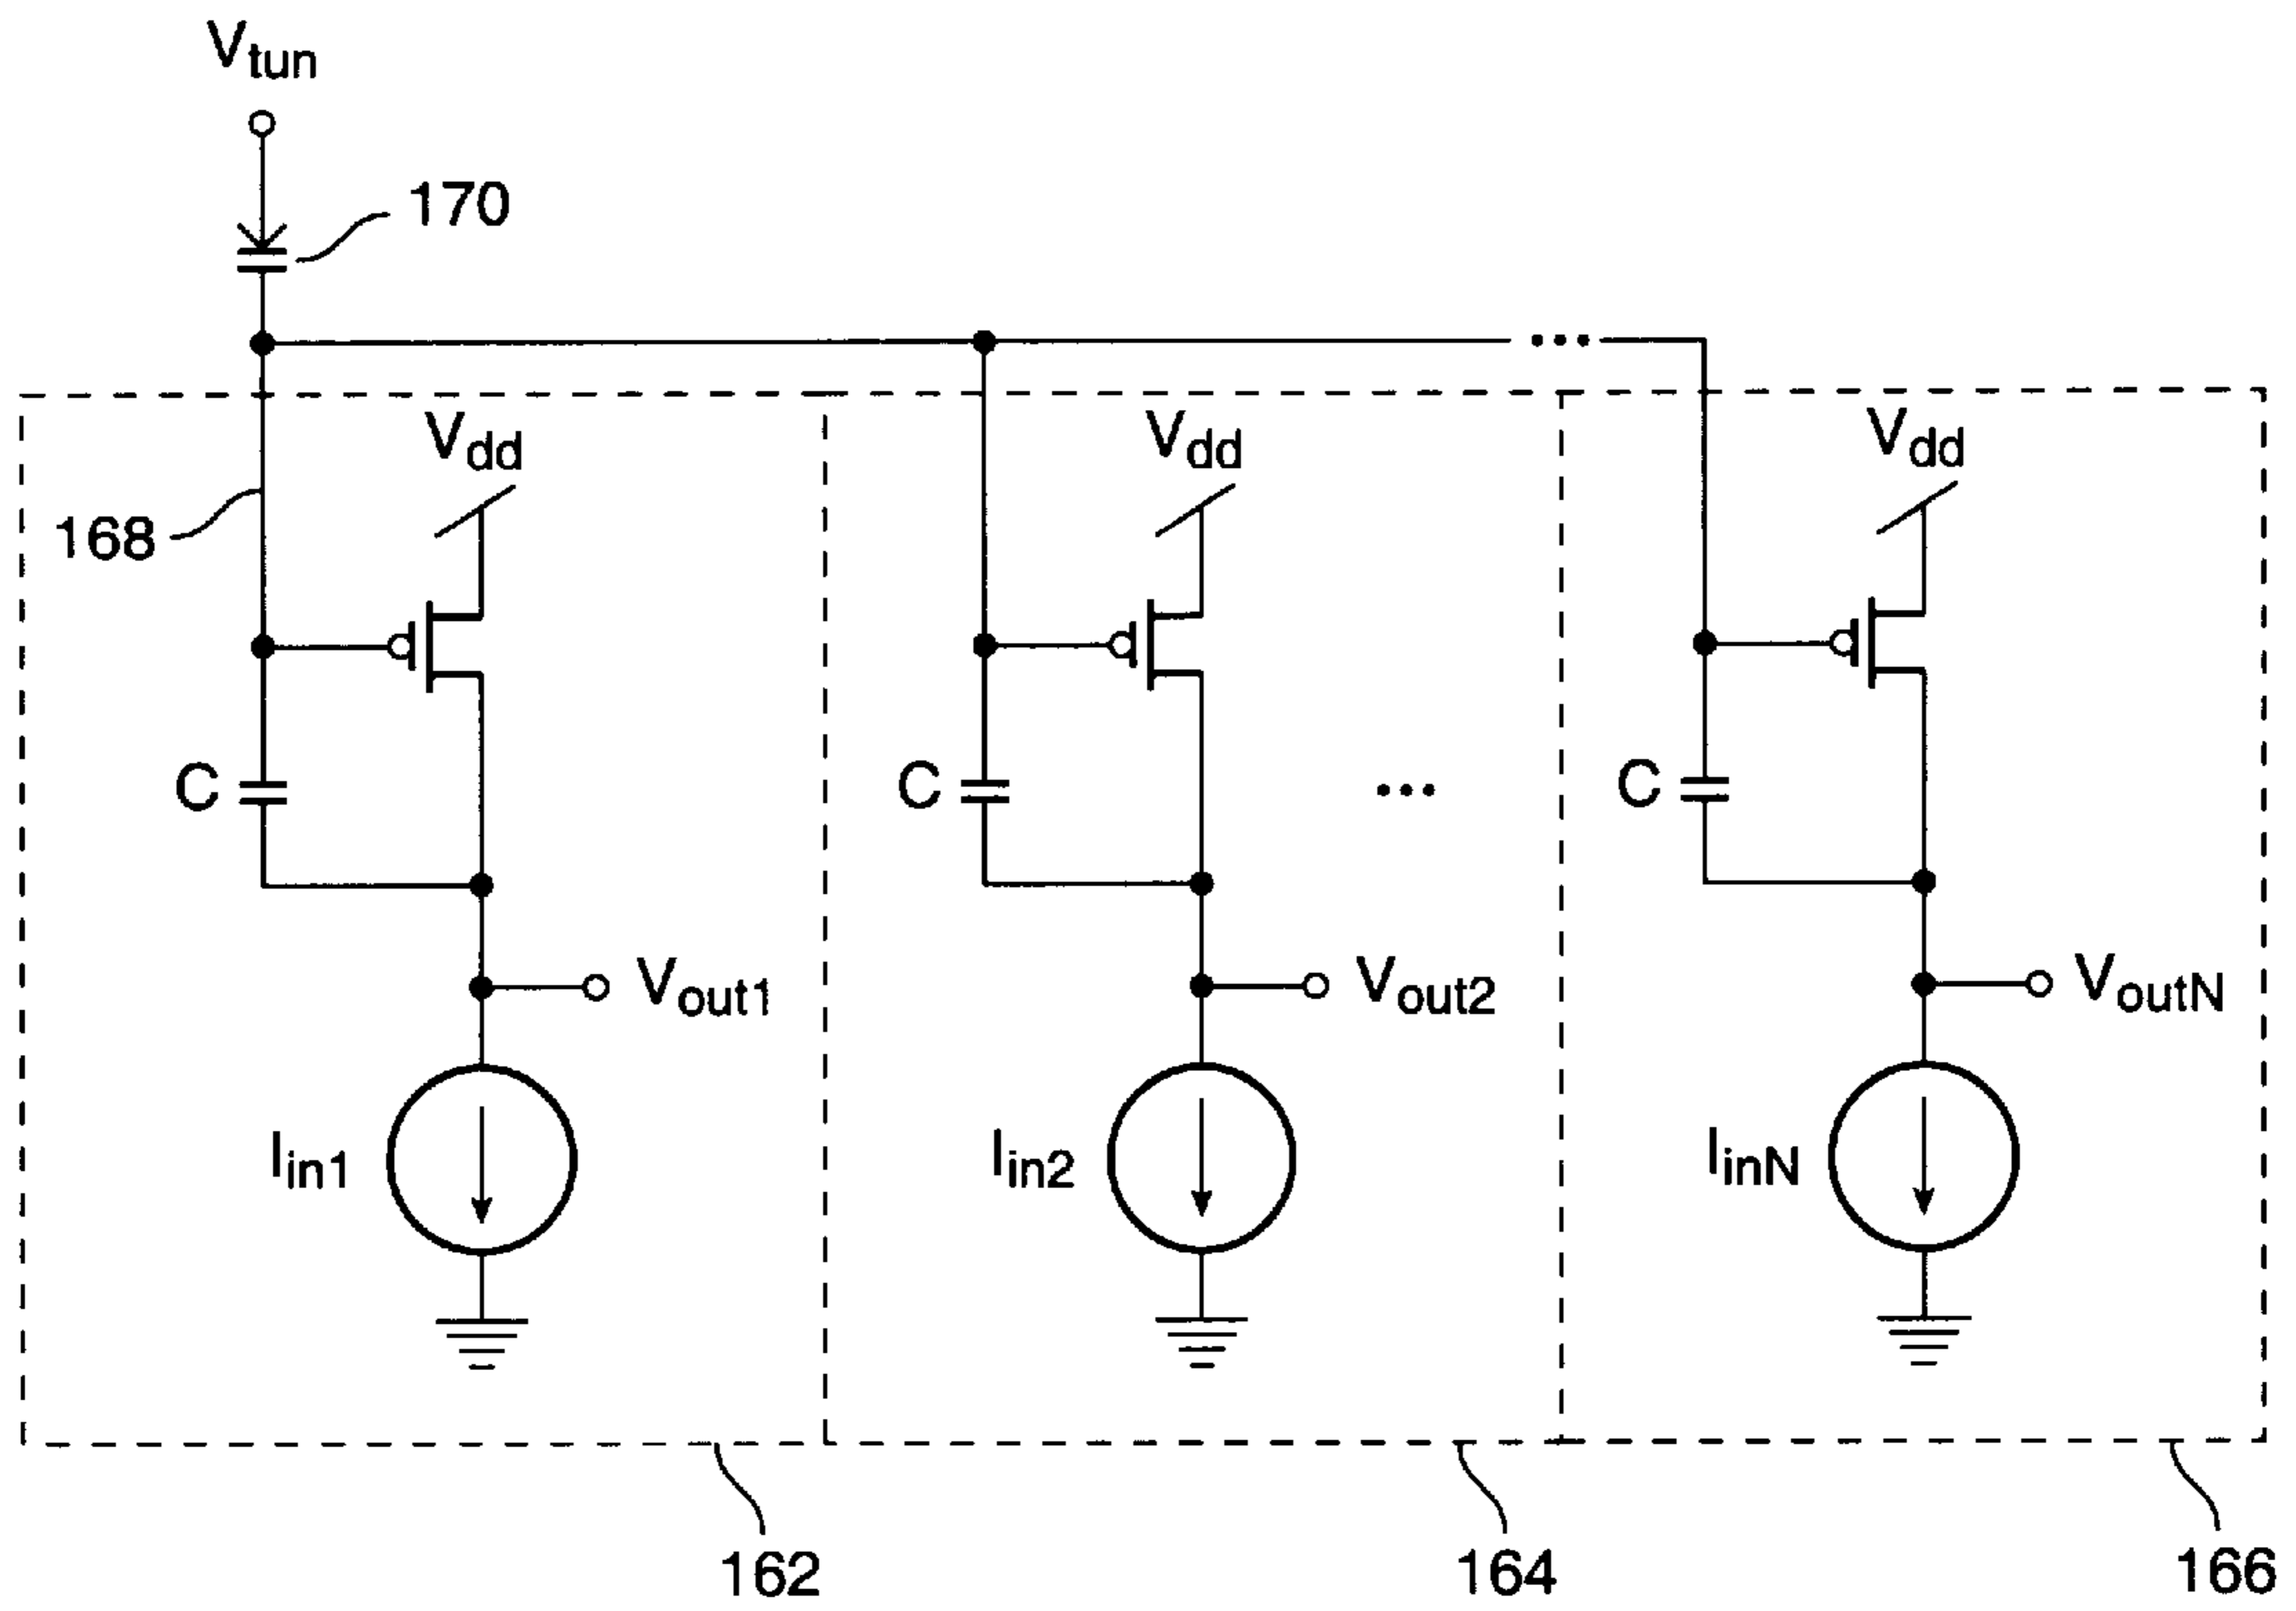 Vtun
170
Vdd
Vdd
Vdd
168
C
C
...
C
Vout1
Vout2
VoutN
Iin1
Iin2
IinN
162
164
166